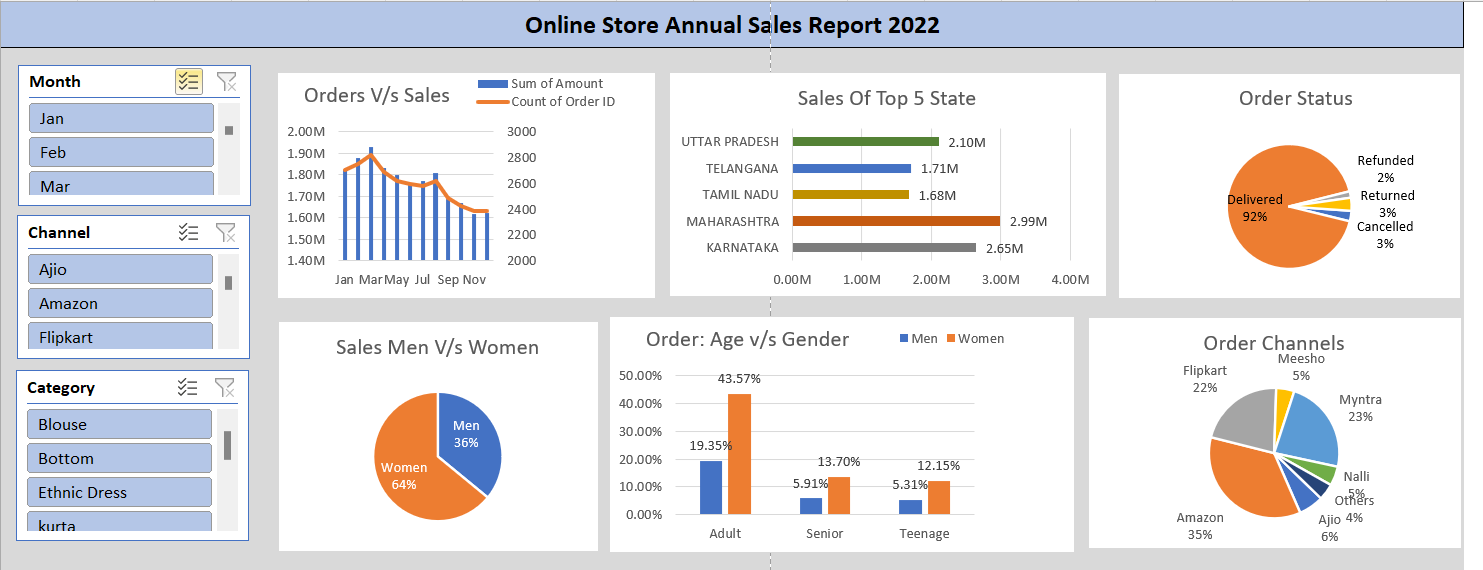 Online Store Annual Sales Report 2022
Month
Jan
Feb
Mar
Channel
Ajio
Amazon
Flipkart
Category
Blouse
Bottom
Ethnic Dress
kurta
Orders V/s Sales
Sum of Amount
Count of Order ID
2.00M
1.90M
1.80M
1.70M
1.60M
1.50M
1.40M
3000
2800
2600
2400
2200
2000
Jan Mar May Jul Sep Nov
Sales Of Top 5 State
UTTAR PRADESH 2.10M
TELANGANA 1.71M
TAMIL NADU 1.68M
MAHARASHTRA 2.99M
KARNATAKA 2.65M
0.00M 1.00M 2.00M 3.00M 4.00M
Order Status
Delivered
92%
Refunded
2%
Returned
3%
Cancelled
3%
Sales Men V/s Women
Men
36%
Women
64%
Order: Age v/s Gender
Men Women
50.00%
40.00%
30.00%
20.00%
10.00%
0.00%
19.35% 43.57%
5.91% 13.70%
5.31% 12.15%
Adult Senior Teenage
Order Channels
Meesho
5%
Flipkart
22%
Myntra
23%
Nalli
5%
Others
4%
Ajio
6%
Amazon
35%